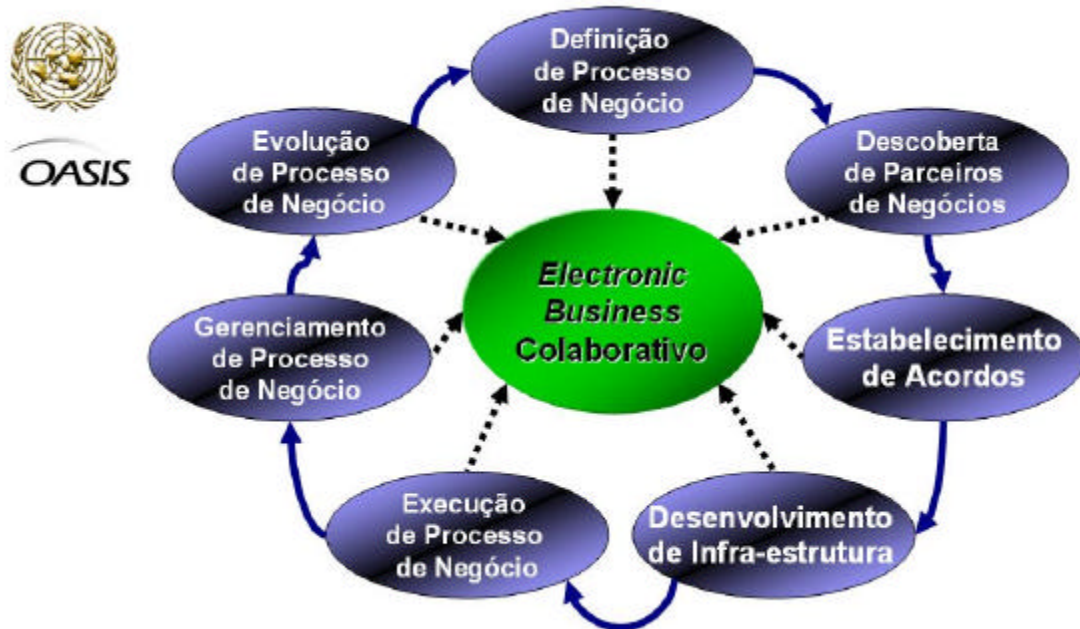 OASIS
Definição
de Processo
de Negócio
Descoberta
de Parceiros
de Negócios
Estabelecimento
de Acordos
Desenvolvimento
de Infra-estrutura
Execução
de Processo
de Negócio
Gerenciamento
de Processo
de Negócio
Evolução
de Processo
de Negócio
Electronic
Business
Colaborativo